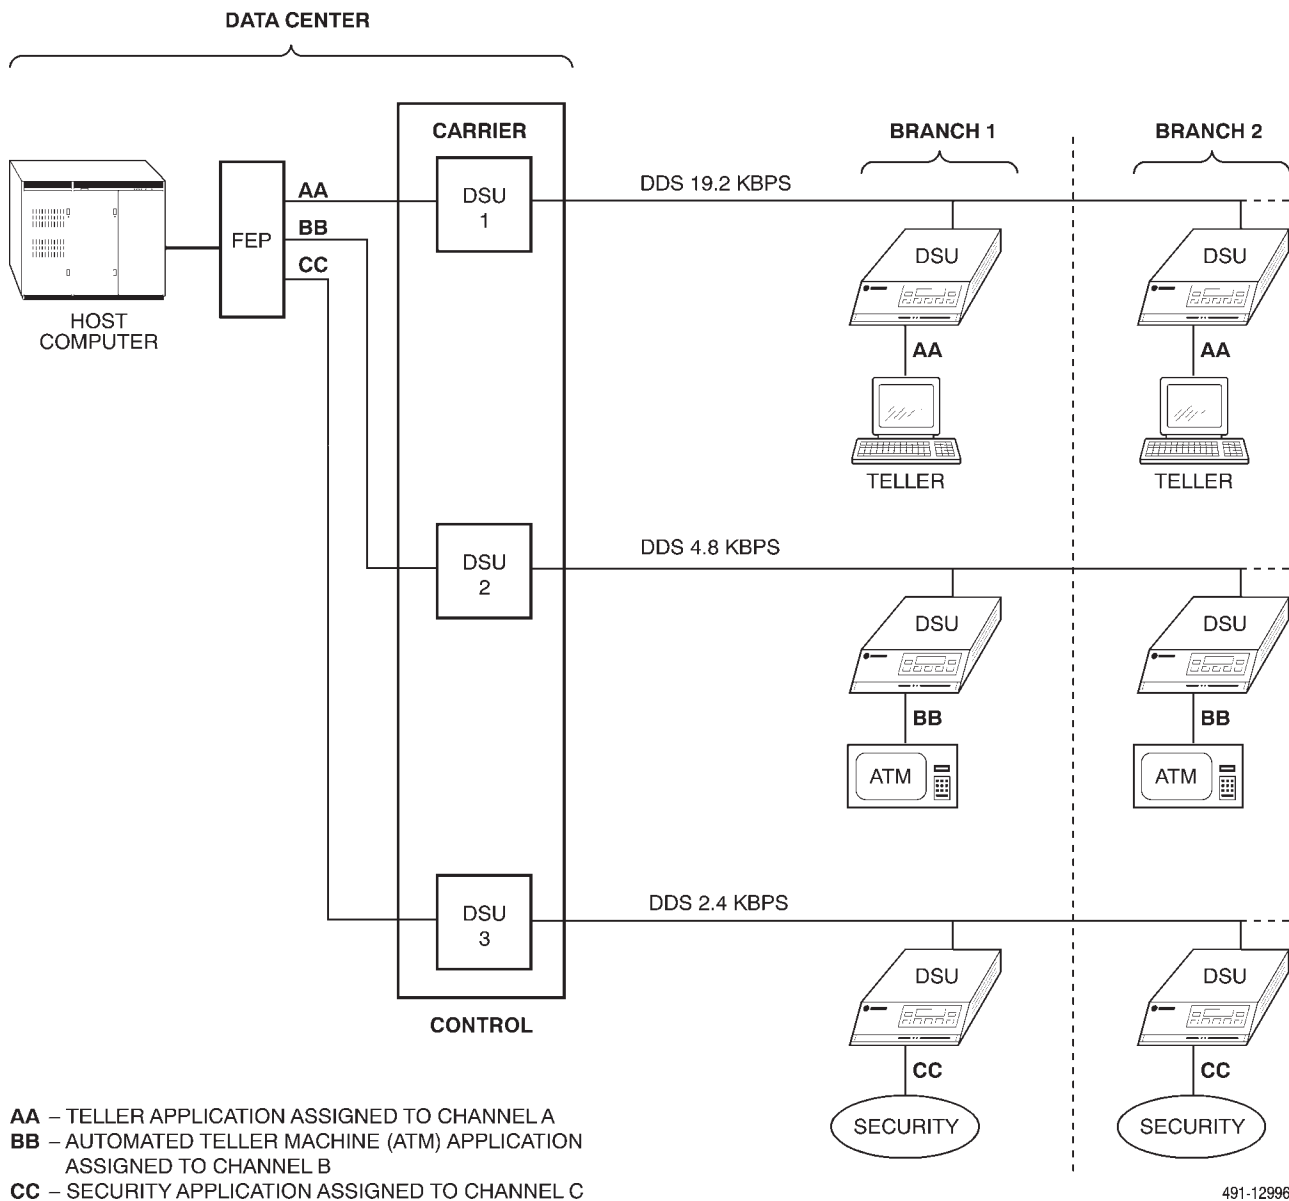 DATA CENTER
CARRIER
BRANCH 1
BRANCH 2
HOST
COMPUTER
FEP
AA
BB
CC
DSU
1
DDS 19.2 KBPS
DSU
AA
TELLER
DSU
AA
TELLER
DSU
2
DDS 4.8 KBPS
DSU
BB
ATM
DSU
BB
ATM
DSU
3
DDS 2.4 KBPS
DSU
CC
SECURITY
DSU
CC
SECURITY
CONTROL
AA – TELLER APPLICATION ASSIGNED TO CHANNEL A
BB – AUTOMATED TELLER MACHINE (ATM) APPLICATION
ASSIGNED TO CHANNEL B
CC – SECURITY APPLICATION ASSIGNED TO CHANNEL C
491-12996